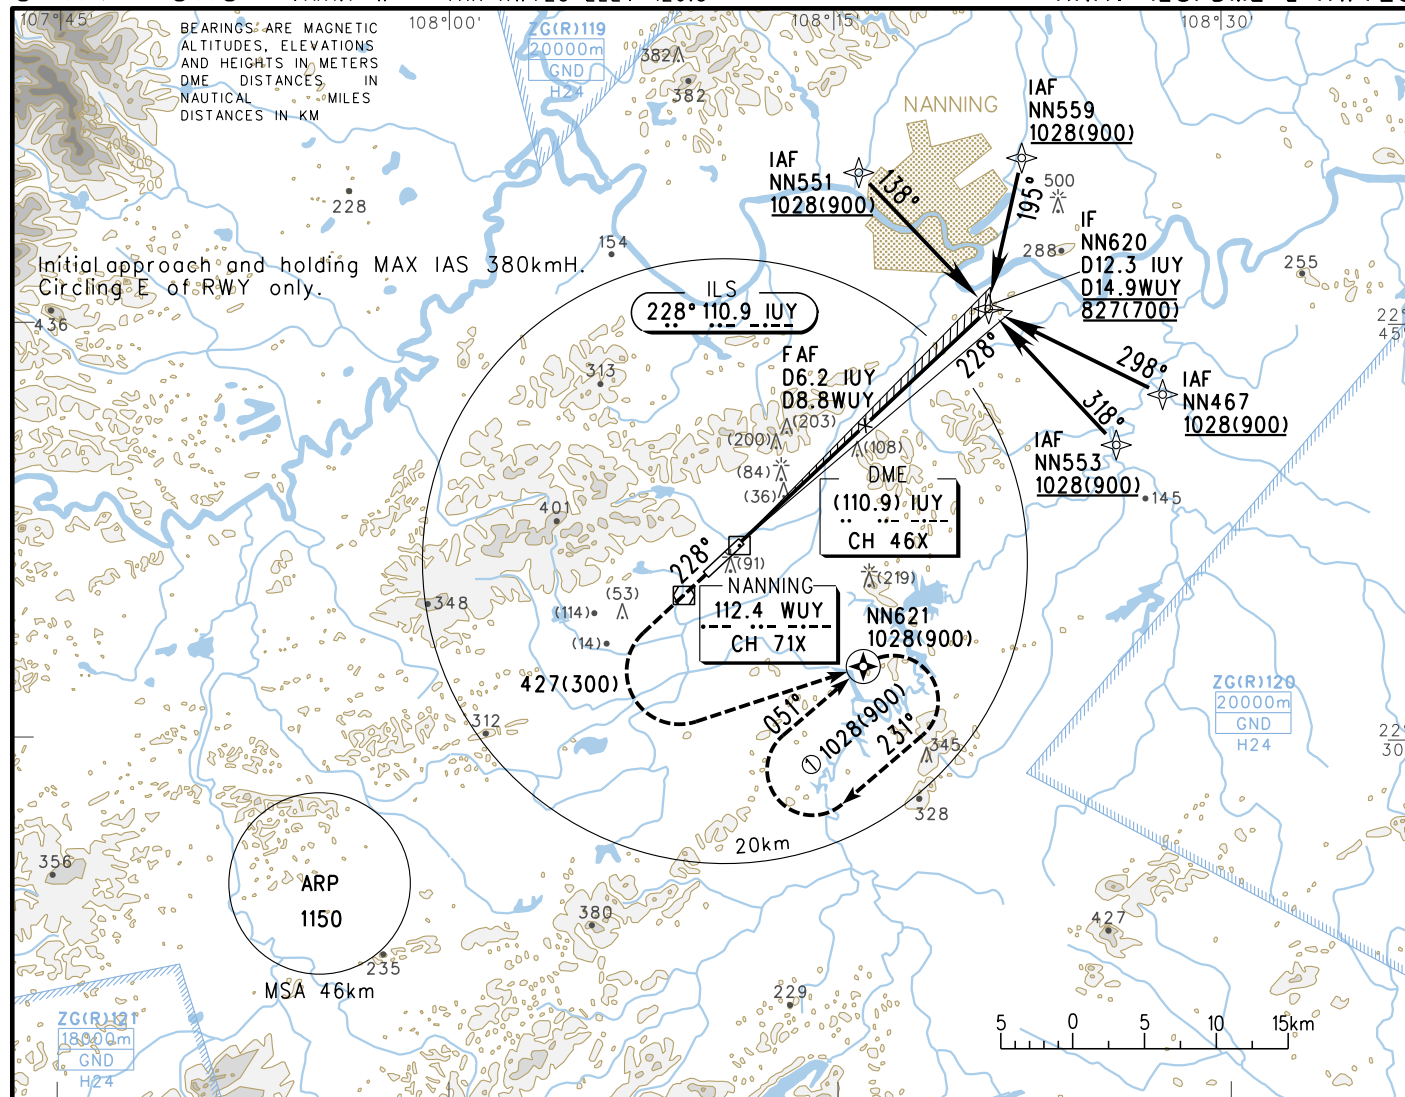 107°45'
108°00'
108°15'
108°30'
BEARINGS ARE MAGNETIC
ALTITUDES, ELEVATIONS
AND HEIGHTS IN METERS
DME DISTANCES IN
NAUTICAL MILES
DISTANCES IN KM
ZG(R)119
20000m
GND
H24
382
382
NANNING
IAF
NN559
1028(900)
IAF
NN551
1028(900)
138°
195°
500
400
300
200
228
154
288
IF
NN620
D12.3 IUY
D14.9WUY
827(700)
255
Initial approach and holding MAX IAS 380kmH.
Circling E of RWY only.
436
ILS
228° 110.9 IUY
22°
45'
FAF
D6.2 IUY
D8.8WUY
228°
298°
IAF
NN467
1028(900)
318°
IAF
NN553
1028(900)
313
(203)
(200)
(108)
(84)
(36)
DME
(110.9) IUY
CH 46X
145
401
228°
(91)
(219)
NANNING
112.4 WUY
CH 71X
348
(53)
(114)
(14)
NN621
1028(900)
427(300)
051°
① 1028(900)
231°
345
328
312
ZG(R)120
20000m
GND
H24
22°
30'
20km
356
ARP
1150
MSA 46km
235
380
427
229
ZG(R)121
18000m
GND
H24
5 0 5 10 15km